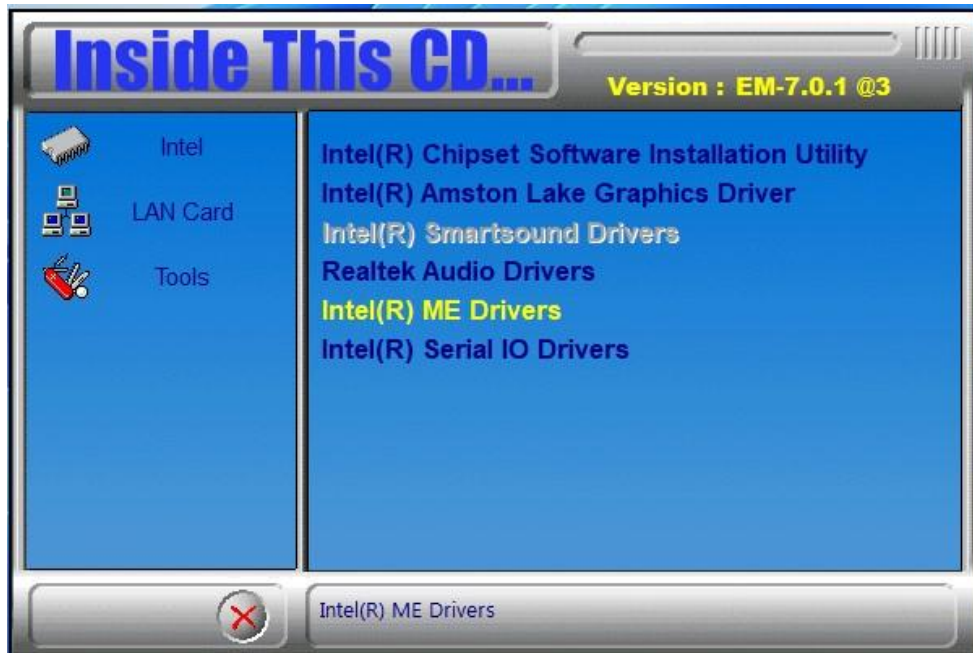 Inside This CD...
Version : EM-7.0.1 @3
Intel
LAN Card
Tools
Intel(R) Chipset Software Installation Utility
Intel(R) Amston Lake Graphics Driver
Intel(R) Smartsound Drivers
Realtek Audio Drivers
Intel(R) ME Drivers
Intel(R) Serial IO Drivers
Intel(R) ME Drivers